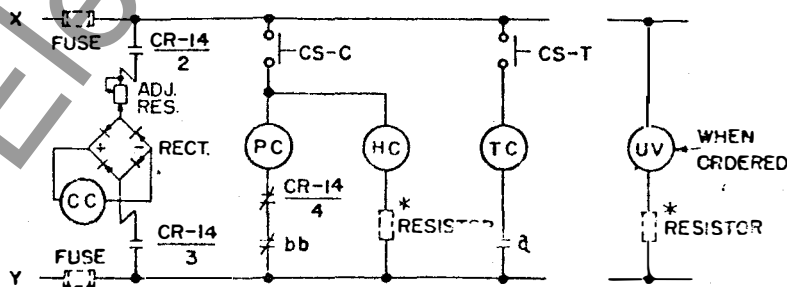 X
FUSE
CR-14
2
CS-C
CS-T
ADJ.
RES.
+
-
RECT.
PC
HC
TC
UV
WHEN
ORDERED
CC
CR-14
4
*
RESISTOR
*
RESISTOR
CR-14
3
bb
a
FUSE
Y